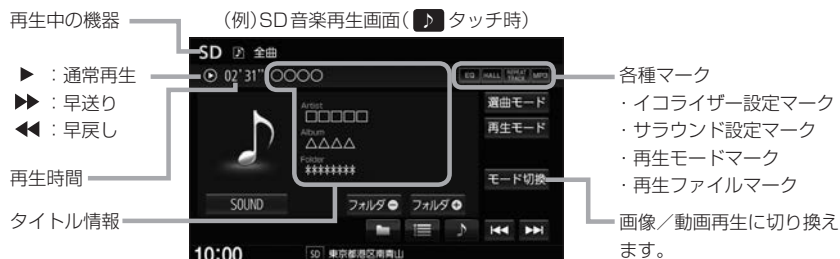 再生中の機器
(例)SD音楽再生画面( ♪ タッチ時)
▶ ：通常再生
▶▶ ：早送り
◀◀ ：早戻し
再生時間
タイトル情報
SD 全曲
02'31" ○○○○
EQ HALL REPEAT TRACK MP3
Artist
□□□□□
Album
△△△△
Folder
********
選曲モード
再生モード
モード切換
SOUND
フォルダ− フォルダ+
10:00
SD 東京都港区南青山
各種マーク
・イコライザー設定マーク
・サラウンド設定マーク
・再生モードマーク
・再生ファイルマーク
画像／動画再生に切り換え
ます。